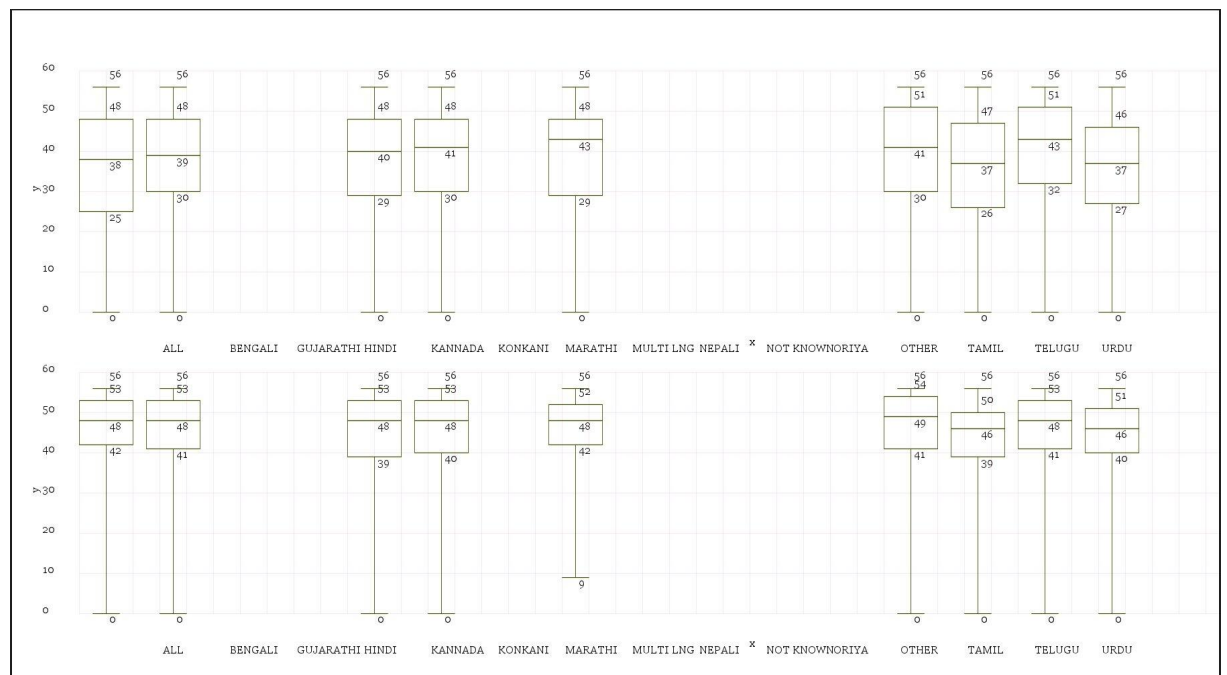 60
56 56 56 56 56 56 56 56 56
51 51
50
48 48 48 48 48 47 46
40
38 39 40 41 43 41 37 43 37
y
30
25 30 29 30 29 30 26 32 27
20
10
0
0 0 0 0 0 0 0 0 0
ALL BENGALI GUJARATHI HINDI KANNADA KONKANI MARATHI MULTI LNG NEPALI x NOT KNOWNORIYA OTHER TAMIL TELUGU URDU
60
56 56 56 56 56 56 56 56 56
53 53 53 53 52 54 50 53 51
50
48 48 48 48 48 49 46 48 46
42 41 39 40 42 41 39 41 40
40
y
30
20
10
9
0
0 0 0 0 0 0 0 0
ALL BENGALI GUJARATHI HINDI KANNADA KONKANI MARATHI MULTI LNG NEPALI x NOT KNOWNORIYA OTHER TAMIL TELUGU URDU